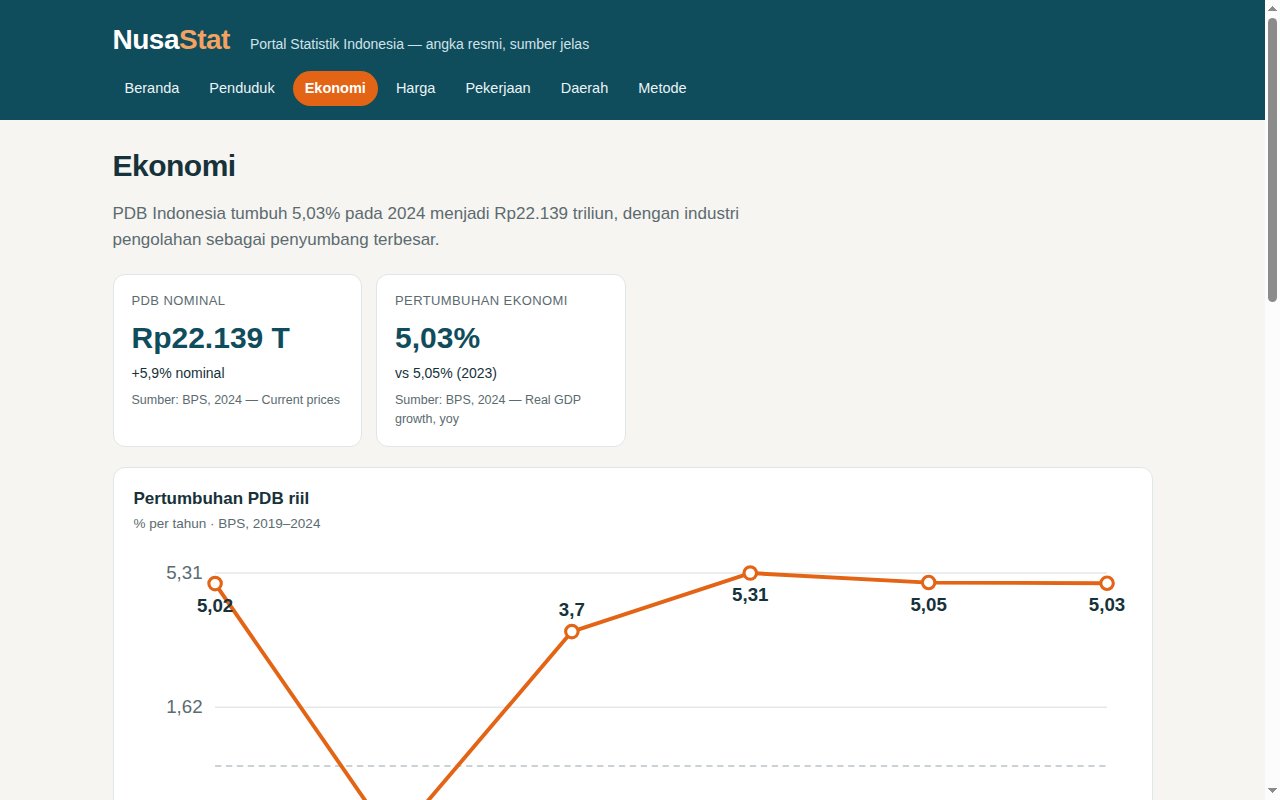 NusaStat
Portal Statistik Indonesia — angka resmi, sumber jelas
Beranda
Penduduk
Ekonomi
Harga
Pekerjaan
Daerah
Metode
Ekonomi
PDB Indonesia tumbuh 5,03% pada 2024 menjadi Rp22.139 triliun, dengan industri
pengolahan sebagai penyumbang terbesar.
PDB NOMINAL
Rp22.139 T
+5,9% nominal
Sumber: BPS, 2024 — Current prices
PERTUMBUHAN EKONOMI
5,03%
vs 5,05% (2023)
Sumber: BPS, 2024 — Real GDP
growth, yoy
Pertumbuhan PDB riil
% per tahun · BPS, 2019–2024
5,31
5,02
3,7
5,31
5,05
5,03
1,62